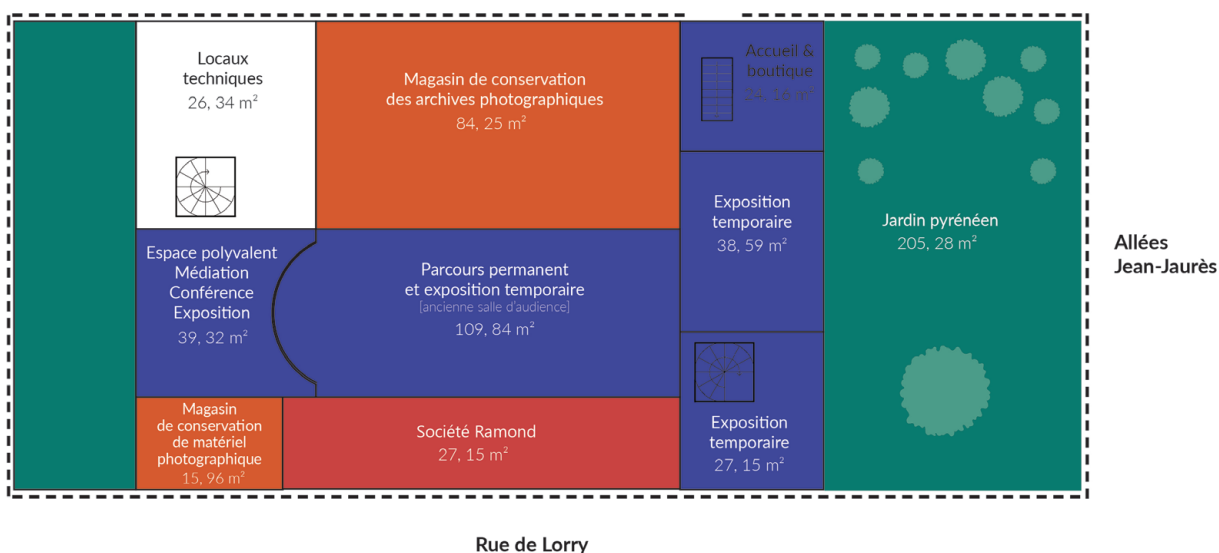 Locaux
techniques
26, 34 m²
Magasin de conservation
des archives photographiques
84, 25 m²
Accueil &
boutique
Exposition
temporaire
38, 59 m²
Jardin pyrénéen
205, 28 m²
Allées
Jean-Jaurès
Espace polyvalent
Médiation
Conférence
Exposition
39, 32 m²
Parcours permanent
et exposition temporaire
[ancienne salle d'audience]
109, 84 m²
Magasin
de conservation
de matériel
photographique
15, 96 m²
Société Ramond
27, 15 m²
Exposition
temporaire
27, 15 m²
Rue de Lorry